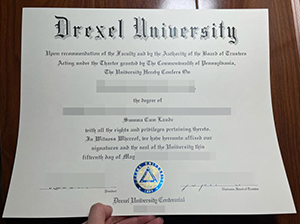 Drexel University
Upon recommendation of the Faculty and by the Authority of the Board of Trustees
Acting under the Charter granted by The Commonwealth of Pennsylvania,
The University Hereby Confers On
the degree of
Summa Cum Laude
with all the rights and privileges pertaining thereto.
In Witness Whereof, we have hereunto affixed our
signatures and the seal of the University this
fifteenth day of May
President
Drexel University Centennial